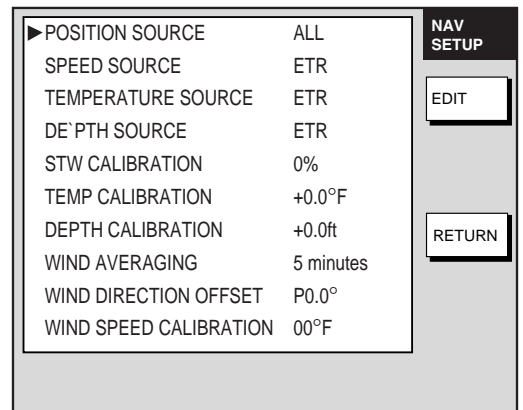 ▶POSITION SOURCE ALL
SPEED SOURCE ETR
TEMPERATURE SOURCE ETR
DE`PTH SOURCE ETR
STW CALIBRATION 0%
TEMP CALIBRATION +0.0°F
DEPTH CALIBRATION +0.0ft
WIND AVERAGING 5 minutes
WIND DIRECTION OFFSET P0.0°
WIND SPEED CALIBRATION 00°F
NAV
SETUP
EDIT
RETURN